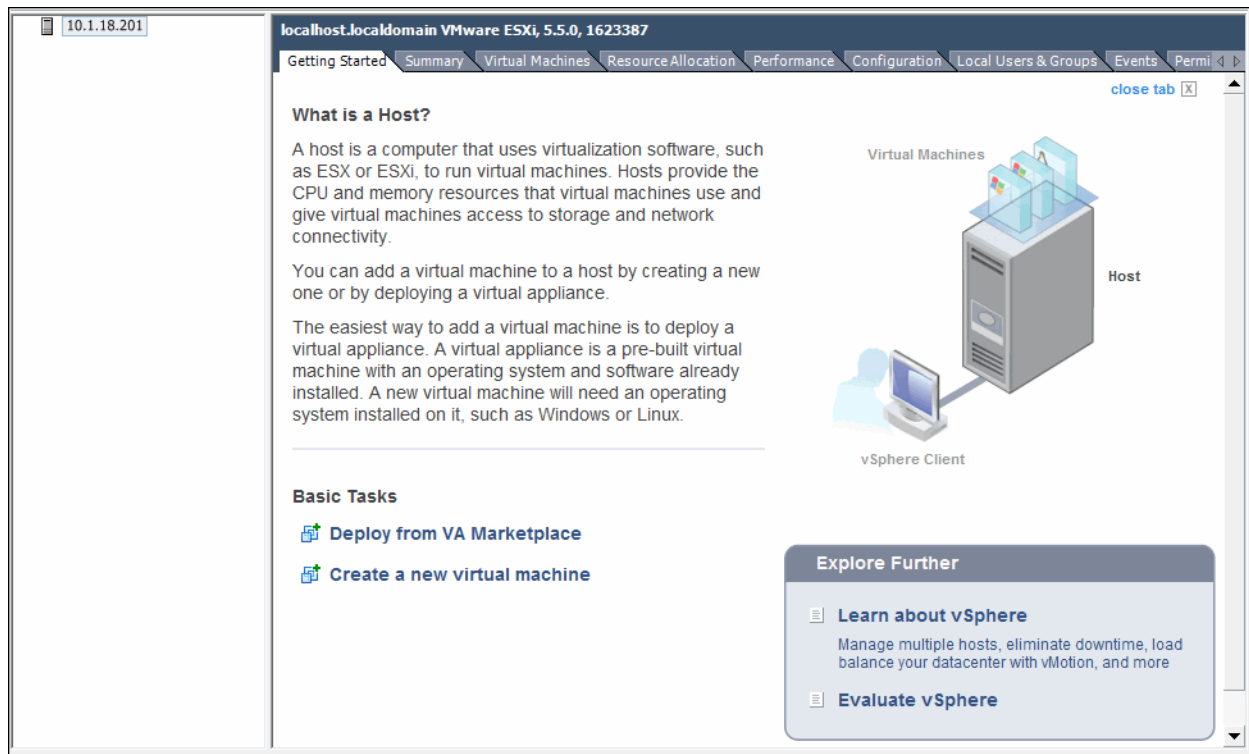 10.1.18.201
localhost.localdomain VMware ESXi, 5.5.0, 1623387
Getting Started Summary Virtual Machines Resource Allocation Performance Configuration Local Users & Groups Events Permi
close tab X
What is a Host?
A host is a computer that uses virtualization software, such
as ESX or ESXi, to run virtual machines. Hosts provide the
CPU and memory resources that virtual machines use and
give virtual machines access to storage and network
connectivity.
You can add a virtual machine to a host by creating a new
one or by deploying a virtual appliance.
The easiest way to add a virtual machine is to deploy a
virtual appliance. A virtual appliance is a pre-built virtual
machine with an operating system and software already
installed. A new virtual machine will need an operating
system installed on it, such as Windows or Linux.
Virtual Machines
Host
vSphere Client
Basic Tasks
Deploy from VA Marketplace
Create a new virtual machine
Explore Further
Learn about vSphere
Manage multiple hosts, eliminate downtime, load
balance your datacenter with vMotion, and more
Evaluate vSphere